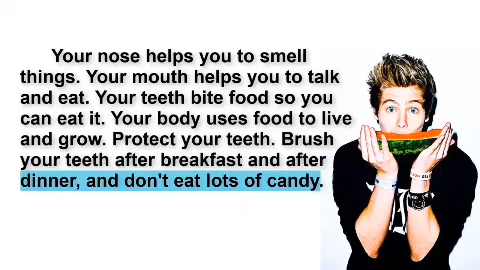 Your nose helps you to smell
things. Your mouth helps you to talk
and eat. Your teeth bite food so you
can eat it. Your body uses food to live
and grow. Protect your teeth. Brush
your teeth after breakfast and after
dinner, and don't eat lots of candy.